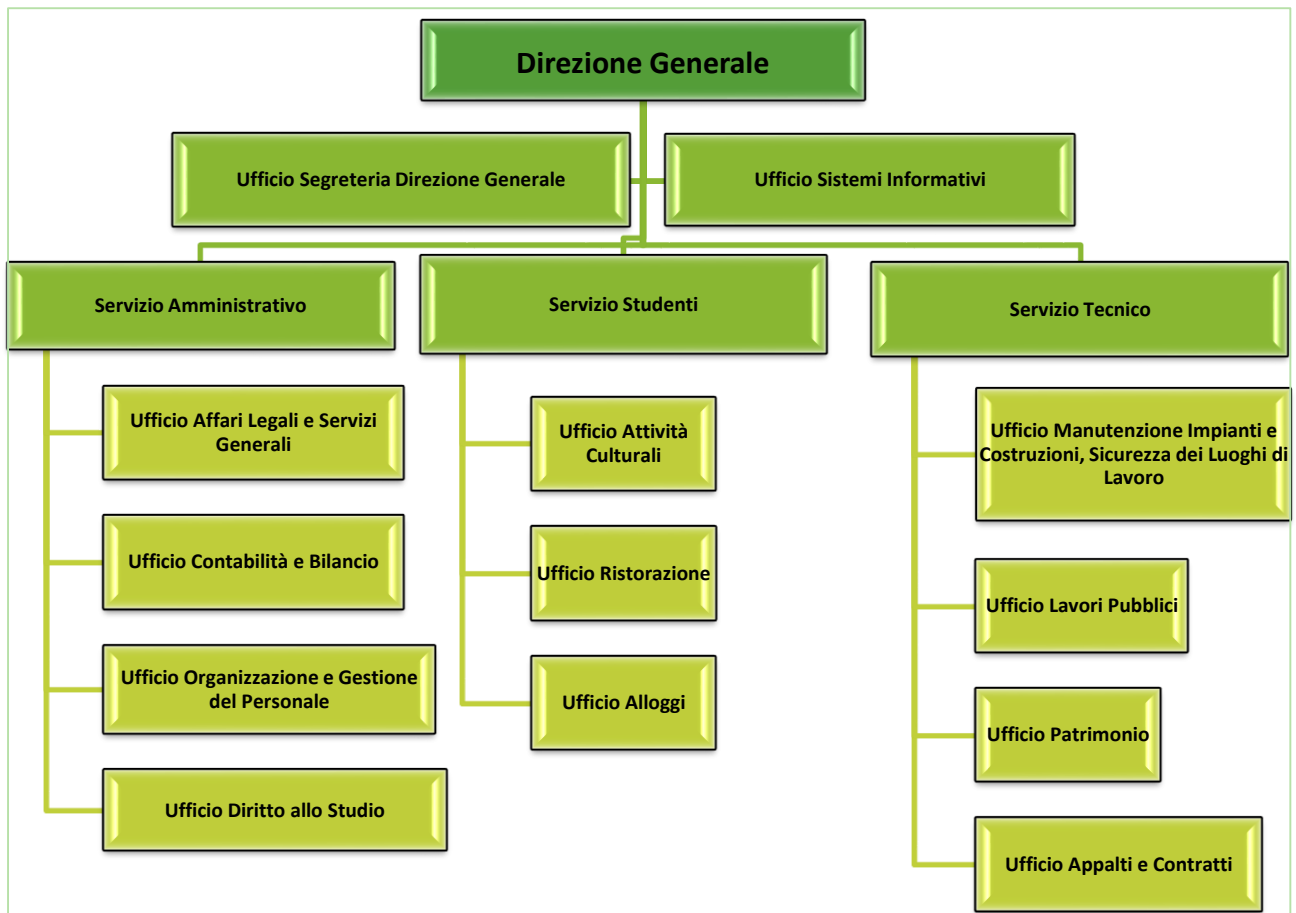 Direzione Generale
Ufficio Segreteria Direzione Generale
Ufficio Sistemi Informativi
Servizio Amministrativo
Servizio Studenti
Servizio Tecnico
Ufficio Affari Legali e Servizi
Generali
Ufficio Contabilità e Bilancio
Ufficio Organizzazione e Gestione
del Personale
Ufficio Diritto allo Studio
Ufficio Attività
Culturali
Ufficio Ristorazione
Ufficio Alloggi
Ufficio Manutenzione Impianti e
Costruzioni, Sicurezza dei Luoghi di
Lavoro
Ufficio Lavori Pubblici
Ufficio Patrimonio
Ufficio Appalti e Contratti